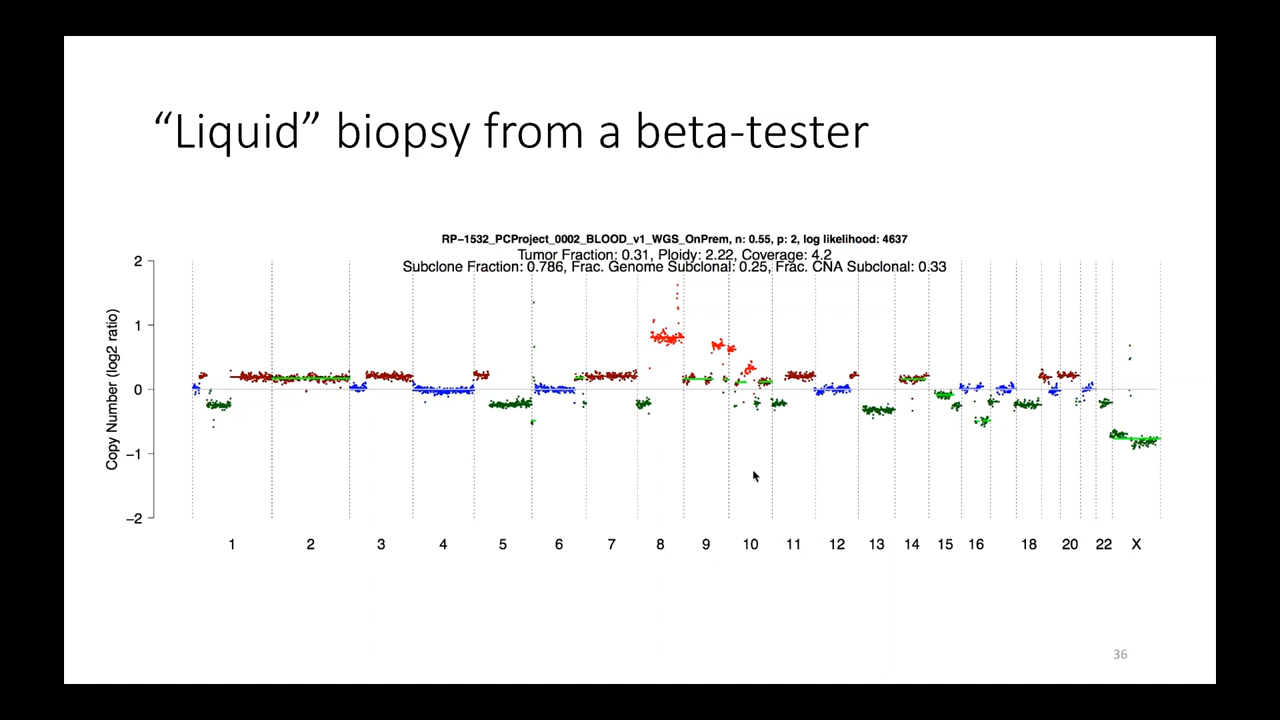 “Liquid” biopsy from a beta-tester
RP−1532_PCProject_0002_BLOOD_v1_WGS_OnPrem, n: 0.55, p: 2, log likelihood: 4637
Tumor Fraction: 0.31, Ploidy: 2.22, Coverage: 4.2
Subclone Fraction: 0.786, Frac. Genome Subclonal: 0.25, Frac. CNA Subclonal: 0.33
Copy Number (log2 ratio)
2
1
0
−1
−2
1 2 3 4 5 6 7 8 9 10 11 12 13 14 15 16 18 20 22 X
36